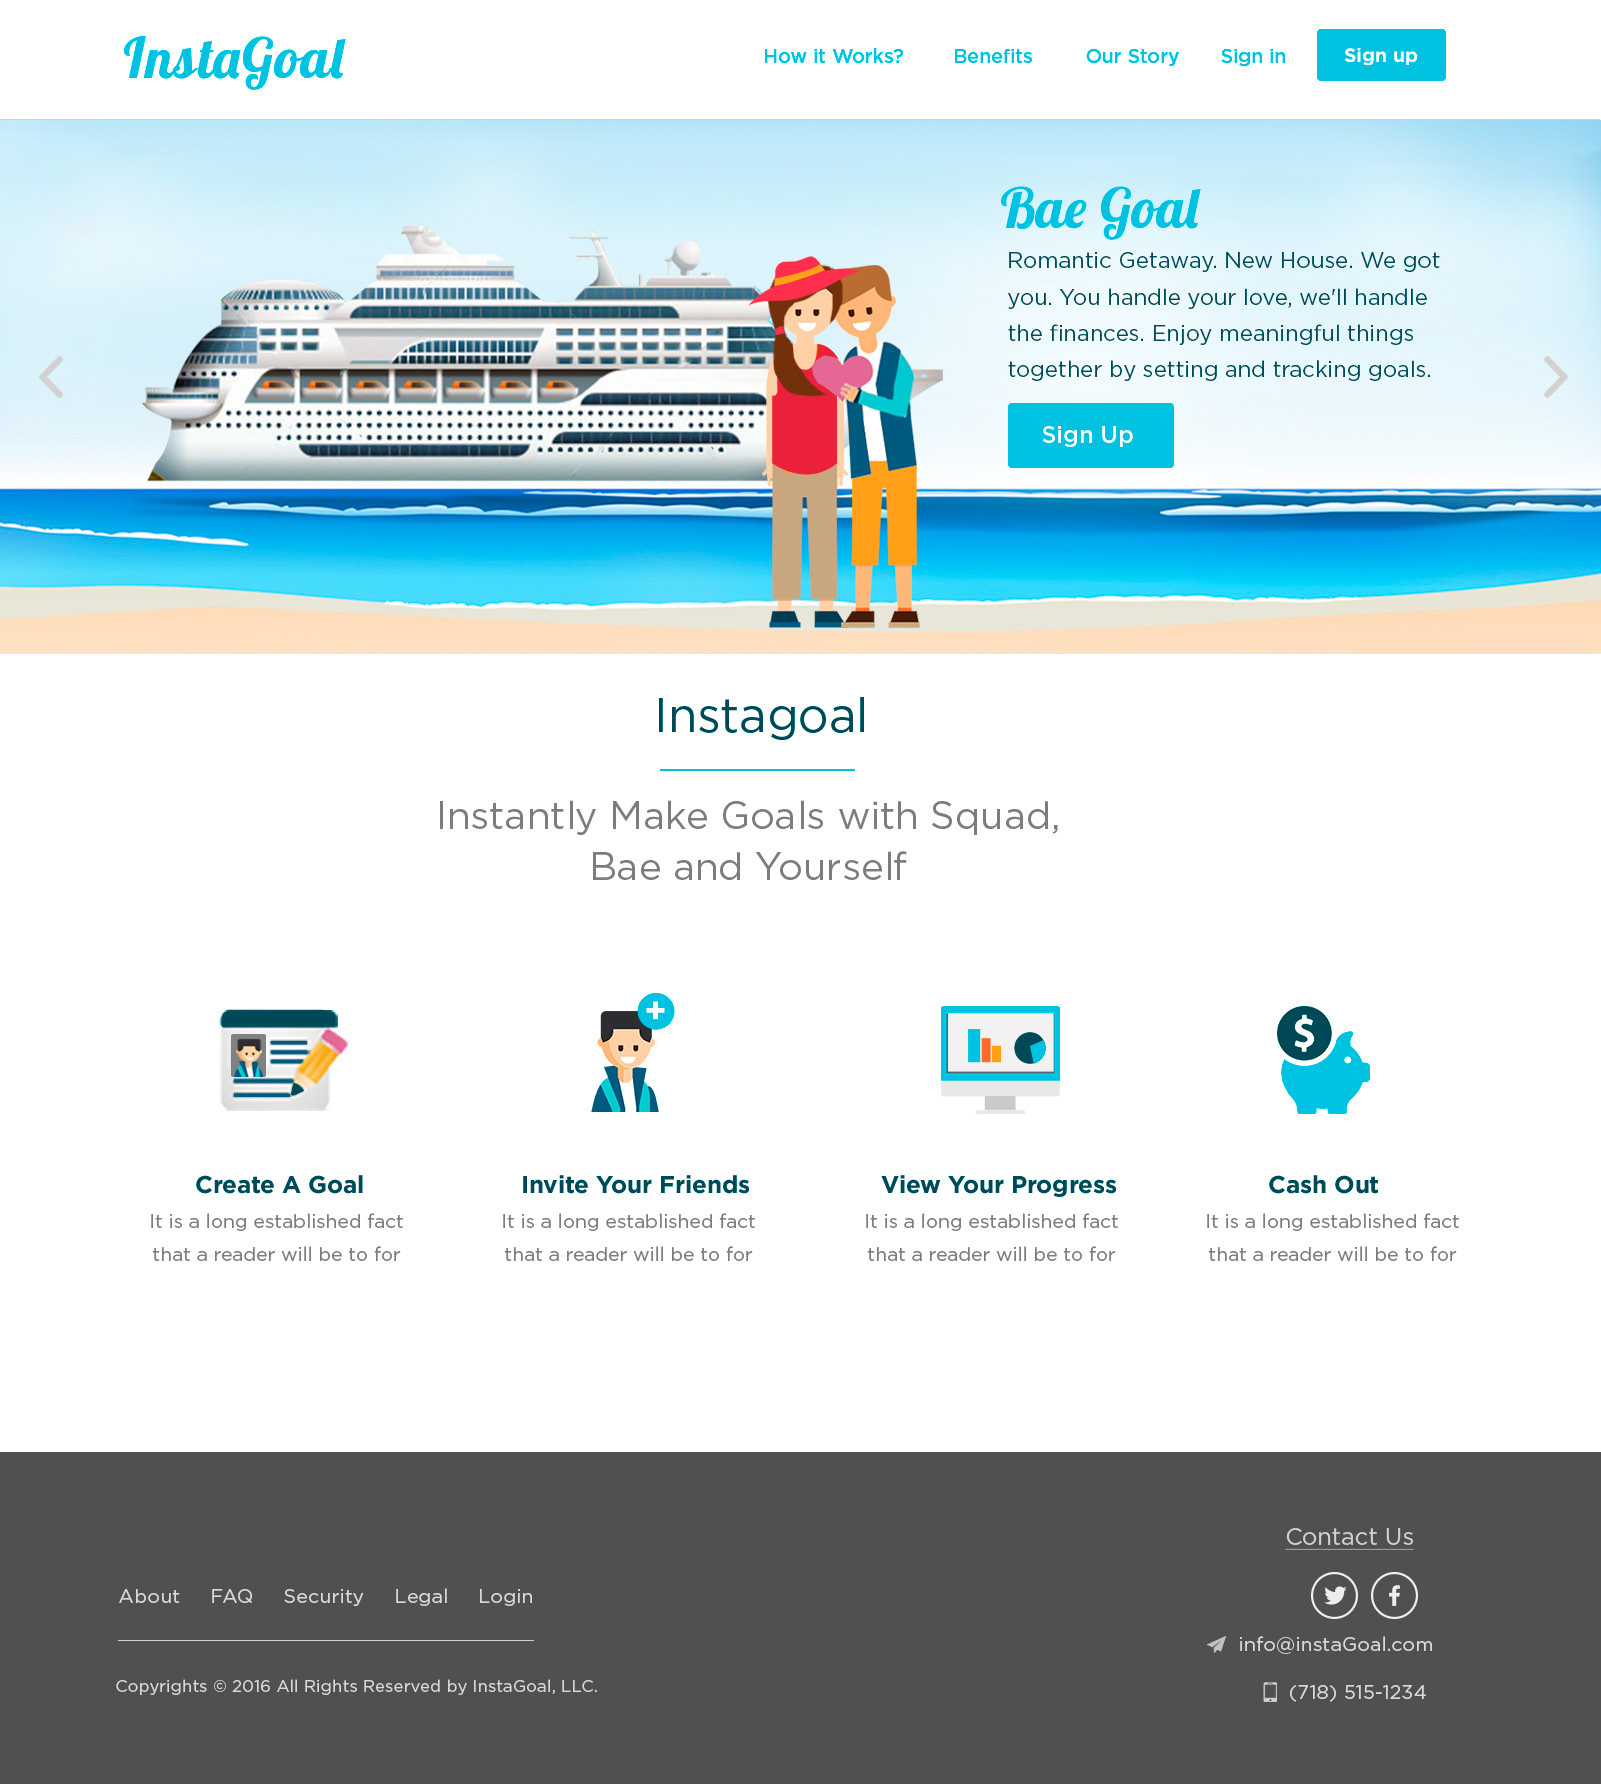 InstaGoal
How it Works? Benefits Our Story Sign in Sign up
Bae Goal
Romantic Getaway. New House. We got
you. You handle your love, we'll handle
the finances. Enjoy meaningful things
together by setting and tracking goals.
Sign Up
Instagoal
Instantly Make Goals with Squad,
Bae and Yourself
$
Create A Goal
It is a long established fact
that a reader will be to for
Invite Your Friends
It is a long established fact
that a reader will be to for
View Your Progress
It is a long established fact
that a reader will be to for
Cash Out
It is a long established fact
that a reader will be to for
About FAQ Security Legal Login
Copyrights © 2016 All Rights Reserved by InstaGoal, LLC.
Contact Us
info@instaGoal.com
(718) 515-1234